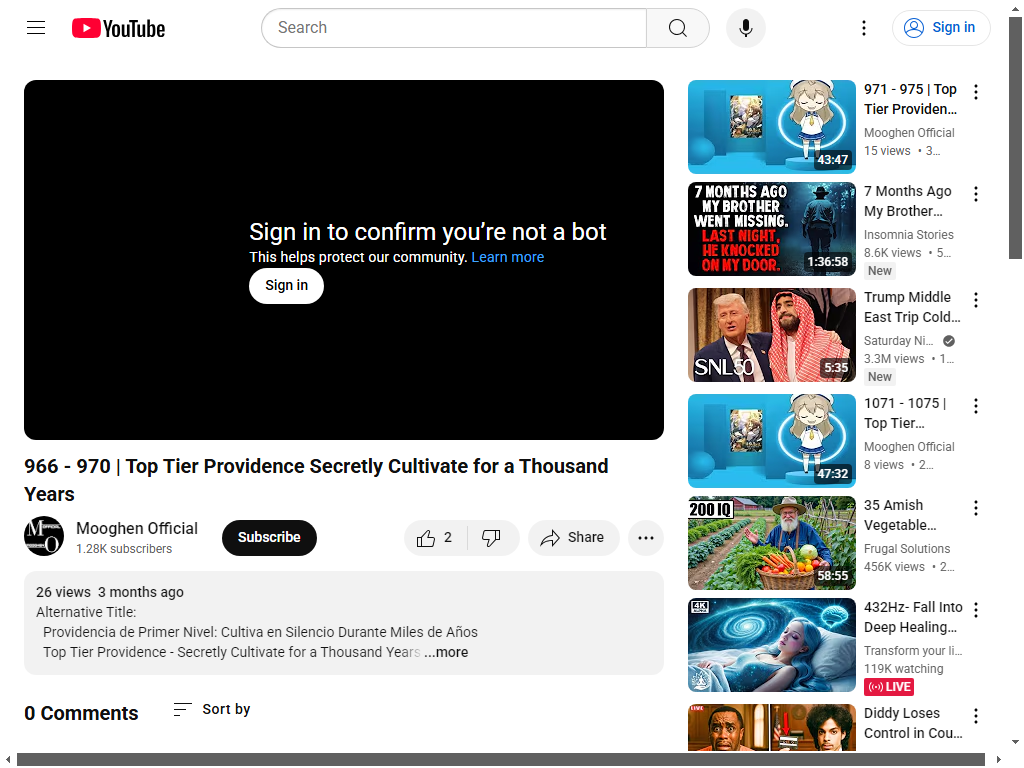 YouTube
Search
Sign in
Sign in to confirm you’re not a bot
This helps protect our community. Learn more
Sign in
966 - 970 | Top Tier Providence Secretly Cultivate for a Thousand
Years
Mooghen Official
1.28K subscribers
Subscribe
2
Share
26 views 3 months ago
Alternative Title:
Providencia de Primer Nivel: Cultiva en Silencio Durante Miles de Años
Top Tier Providence - Secretly Cultivate for a Thousand Years ...more
0 Comments
Sort by
43:47
971 - 975 | Top
Tier Providen...
Mooghen Official
15 views • 3...
7 MONTHS AGO
MY BROTHER
WENT MISSING.
LAST NIGHT,
HE KNOCKED
ON MY DOOR.
1:36:58
7 Months Ago
My Brother...
Insomnia Stories
8.6K views • 5...
New
SNL50
5:35
Trump Middle
East Trip Cold...
Saturday Ni...
3.3M views • 1...
New
47:32
1071 - 1075 |
Top Tier...
Mooghen Official
8 views • 2...
200 IQ
58:55
35 Amish
Vegetable...
Frugal Solutions
456K views • 2...
4K
432Hz- Fall Into
Deep Healing...
Transform your li...
119K watching
LIVE
LIVE
Diddy Loses
Control in Cou...